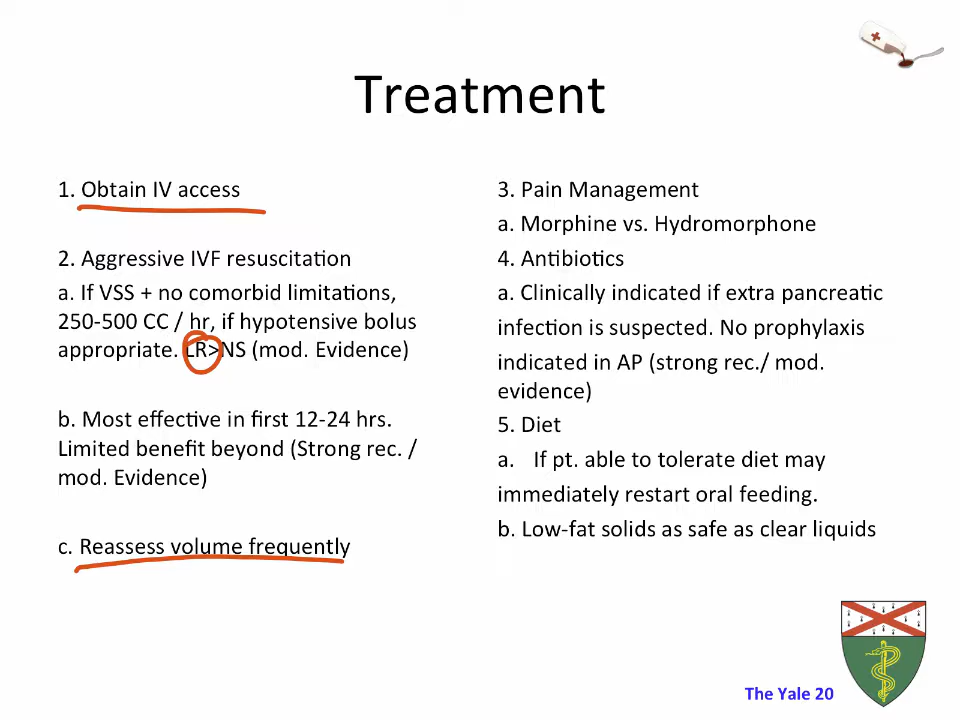 Treatment
1. Obtain IV access
2. Aggressive IVF resuscitation
a. If VSS + no comorbid limitations,
250-500 CC / hr, if hypotensive bolus
appropriate. LR>NS (mod. Evidence)
b. Most effective in first 12-24 hrs.
Limited benefit beyond (Strong rec. /
mod. Evidence)
c. Reassess volume frequently
3. Pain Management
a. Morphine vs. Hydromorphone
4. Antibiotics
a. Clinically indicated if extra pancreatic
infection is suspected. No prophylaxis
indicated in AP (strong rec./ mod.
evidence)
5. Diet
a. If pt. able to tolerate diet may
immediately restart oral feeding.
b. Low-fat solids as safe as clear liquids
The Yale 20